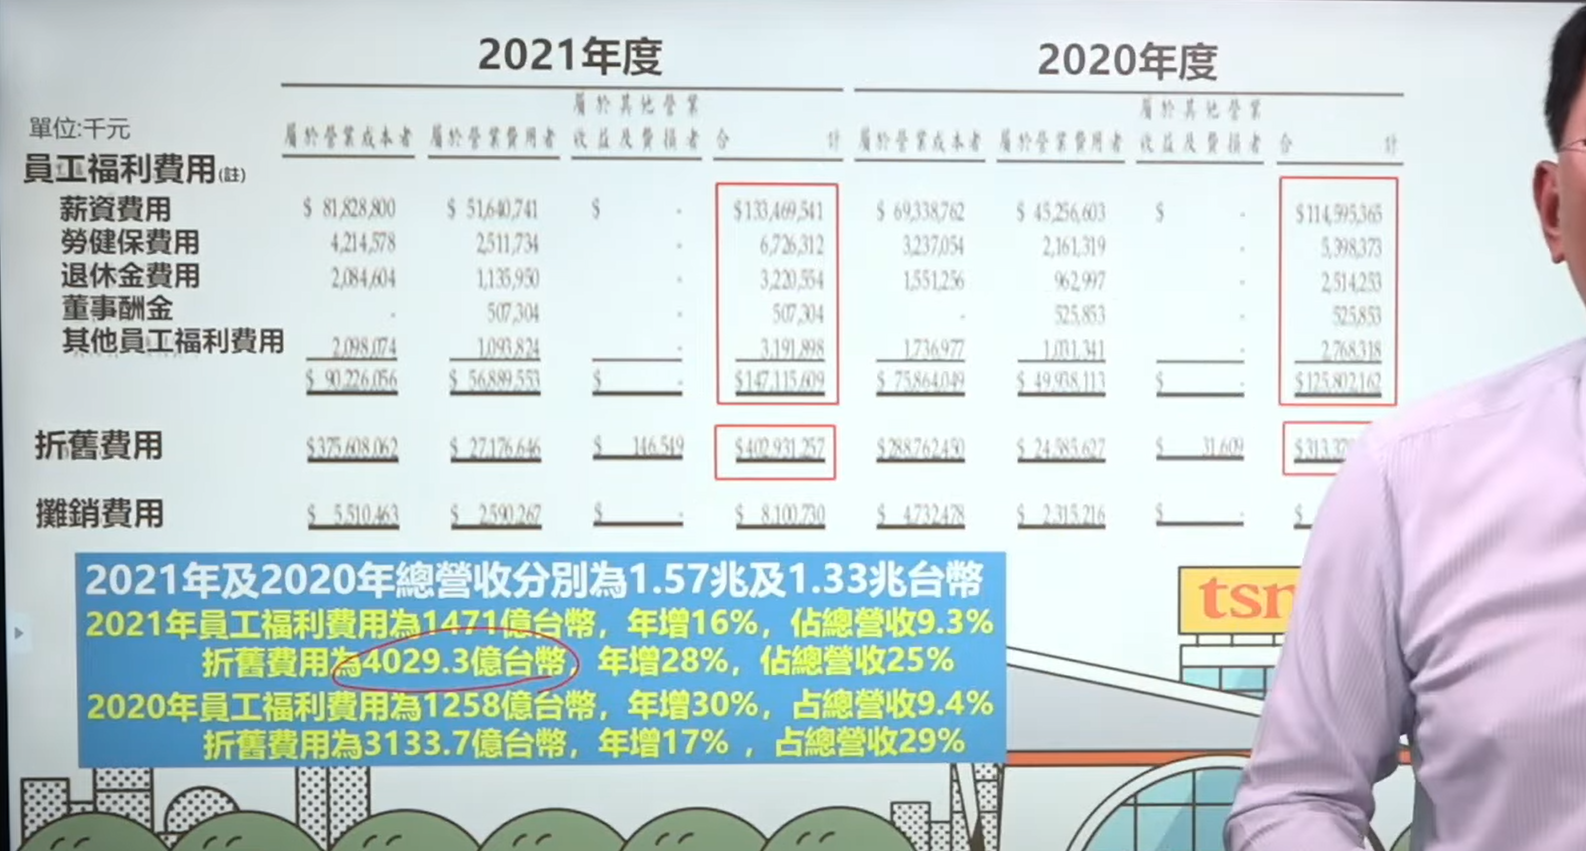 2021年度 2020年度
單位:千元
屬於其他營業 屬於其他營業
屬於營業成本者 屬於營業費用者 收益及費損者 合計 屬於營業成本者 屬於營業費用者 收益及費損者 合計
員工福利費用(註)
薪資費用 $ 81,828,800 $ 51,640,741 $ - $133,469,541 $ 69,338,762 $ 45,256,603 $ - $114,595,365
勞健保費用 4,214,578 2,511,734 - 6,726,312 3,237,054 2,161,319 - 5,398,373
退休金費用 2,084,604 1,135,950 - 3,220,554 1,551,256 962,997 - 2,514,253
董事酬金 - 507,304 - 507,304 - 525,853 - 525,853
其他員工福利費用 2,098,074 1,093,824 - 3,191,898 1,736,977 1,031,341 - 2,768,318
$ 90,226,056 $ 56,889,553 $ - $147,115,609 $ 75,864,049 $ 49,938,113 $ - $125,802,162
折舊費用 $375,608,062 $ 27,176,646 $ 146,549 $402,931,257 $288,762,450 $ 24,585,627 $ 31,609
攤銷費用 $ 5,510,463 $ 2,590,267 $ - $ 8,100,730 $ 4,732,478 $ 2,315,216 $ - $
2021年及2020年總營收分別為1.57兆及1.33兆台幣
2021年員工福利費用為1471億台幣，年增16%，佔總營收9.3%
折舊費用為4029.3億台幣，年增28%，佔總營收25%
2020年員工福利費用為1258億台幣，年增30%，占總營收9.4%
折舊費用為3133.7億台幣，年增17%，占總營收29%